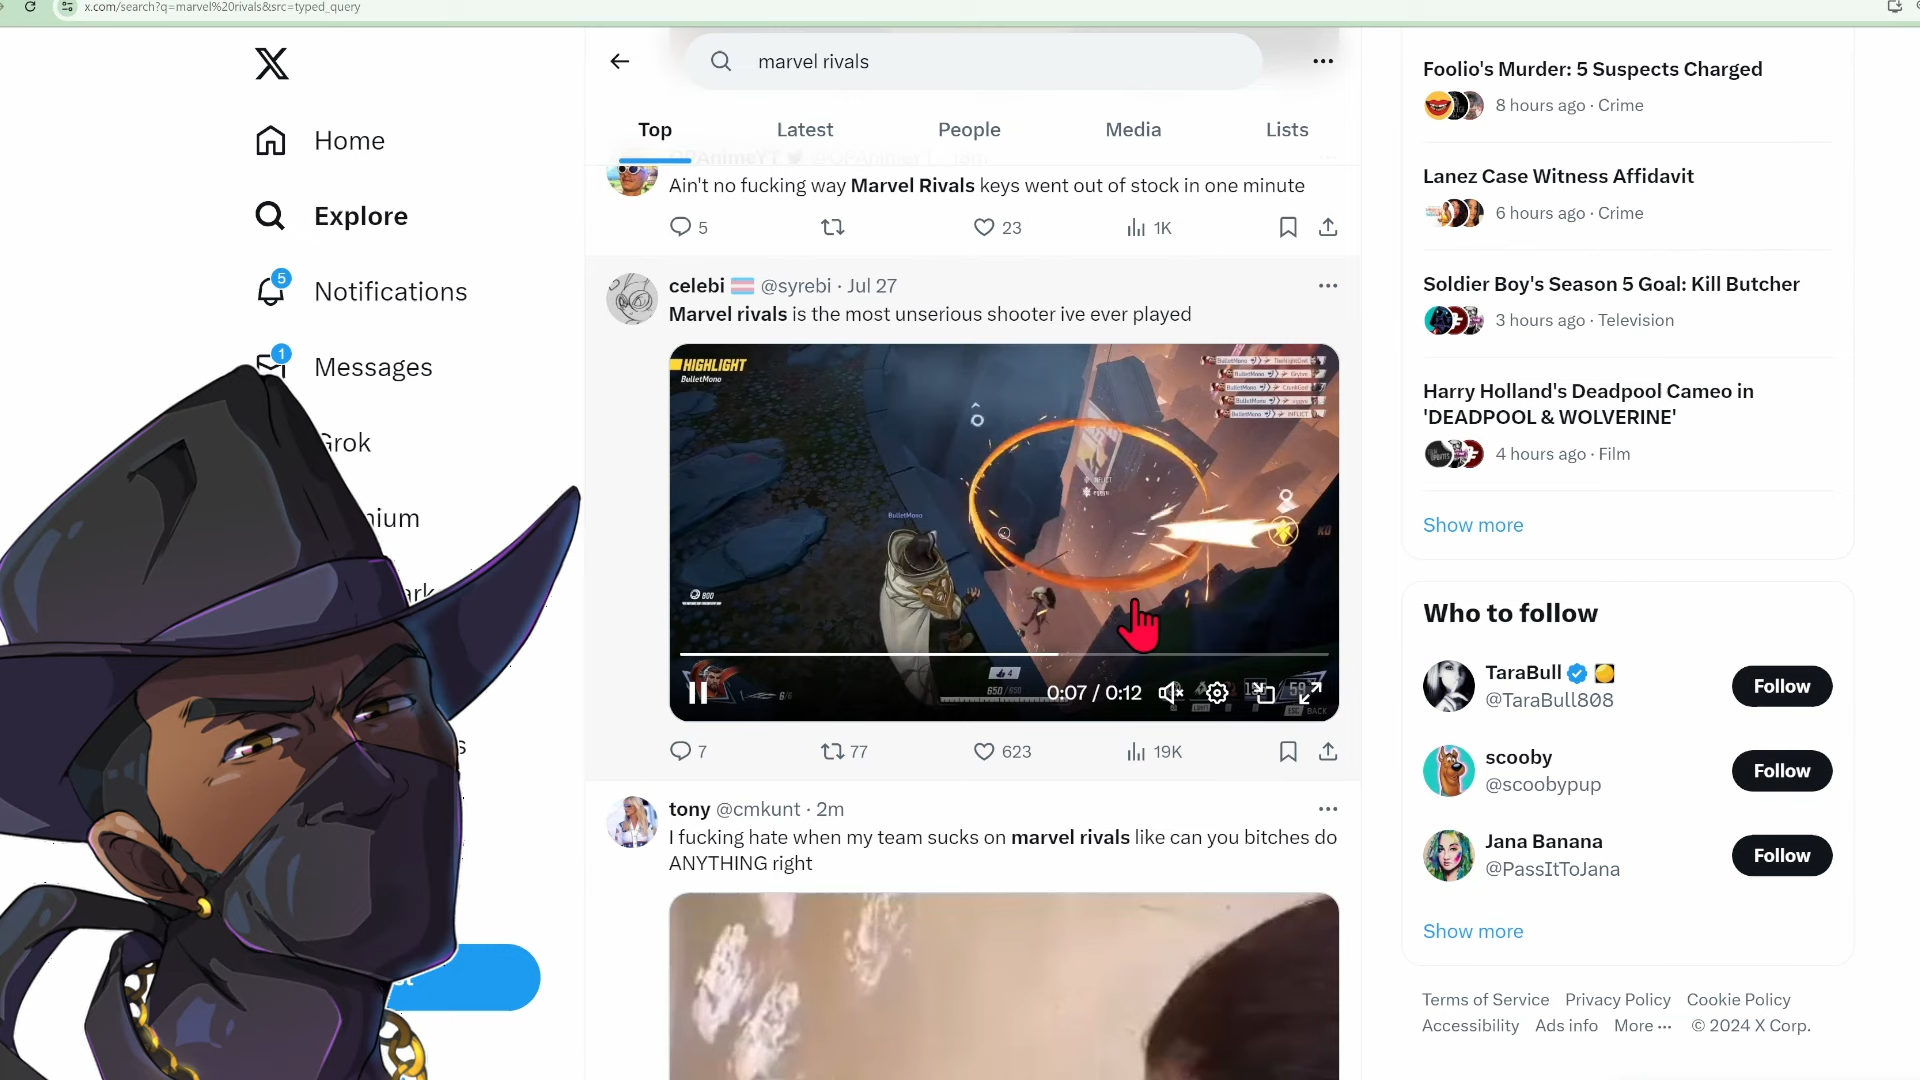 x.com/search?q=marvel%20rivals&src=typed_query
X
Home
Explore
5
Notifications
1
Messages
Grok
marvel rivals
Top
Latest
People
Media
Lists
Ain't no fucking way Marvel Rivals keys went out of stock in one minute
5
23
1K
celebi @syrebi · Jul 27
Marvel rivals is the most unserious shooter ive ever played
HIGHLIGHT
BulletMono
BulletMono
800
650/650
6/6
0:07 / 0:12
BACK
7
77
623
19K
tony @cmkunt · 2m
I fucking hate when my team sucks on marvel rivals like can you bitches do
ANYTHING right
Foolio's Murder: 5 Suspects Charged
8 hours ago · Crime
Lanez Case Witness Affidavit
6 hours ago · Crime
Soldier Boy's Season 5 Goal: Kill Butcher
3 hours ago · Television
Harry Holland's Deadpool Cameo in
'DEADPOOL & WOLVERINE'
4 hours ago · Film
Show more
Who to follow
TaraBull
@TaraBull808
Follow
scooby
@scoobypup
Follow
Jana Banana
@PassItToJana
Follow
Show more
Terms of Service Privacy Policy Cookie Policy
Accessibility Ads info More ··· © 2024 X Corp.